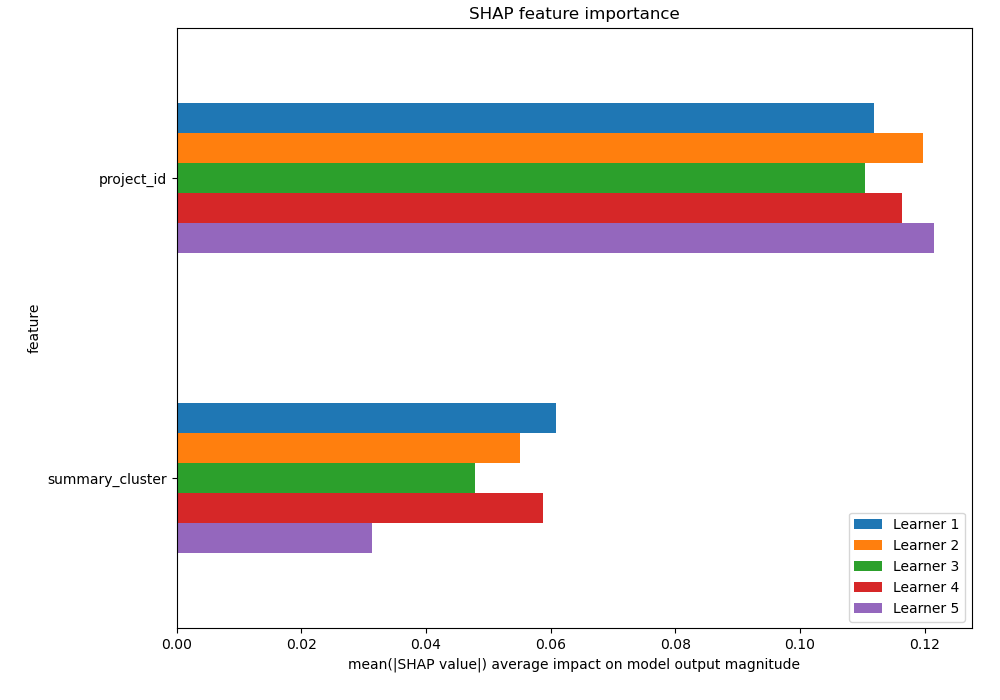 SHAP feature importance
project_id
summary_cluster
feature
Learner 1
Learner 2
Learner 3
Learner 4
Learner 5
0.00 0.02 0.04 0.06 0.08 0.10 0.12
mean(|SHAP value|) average impact on model output magnitude